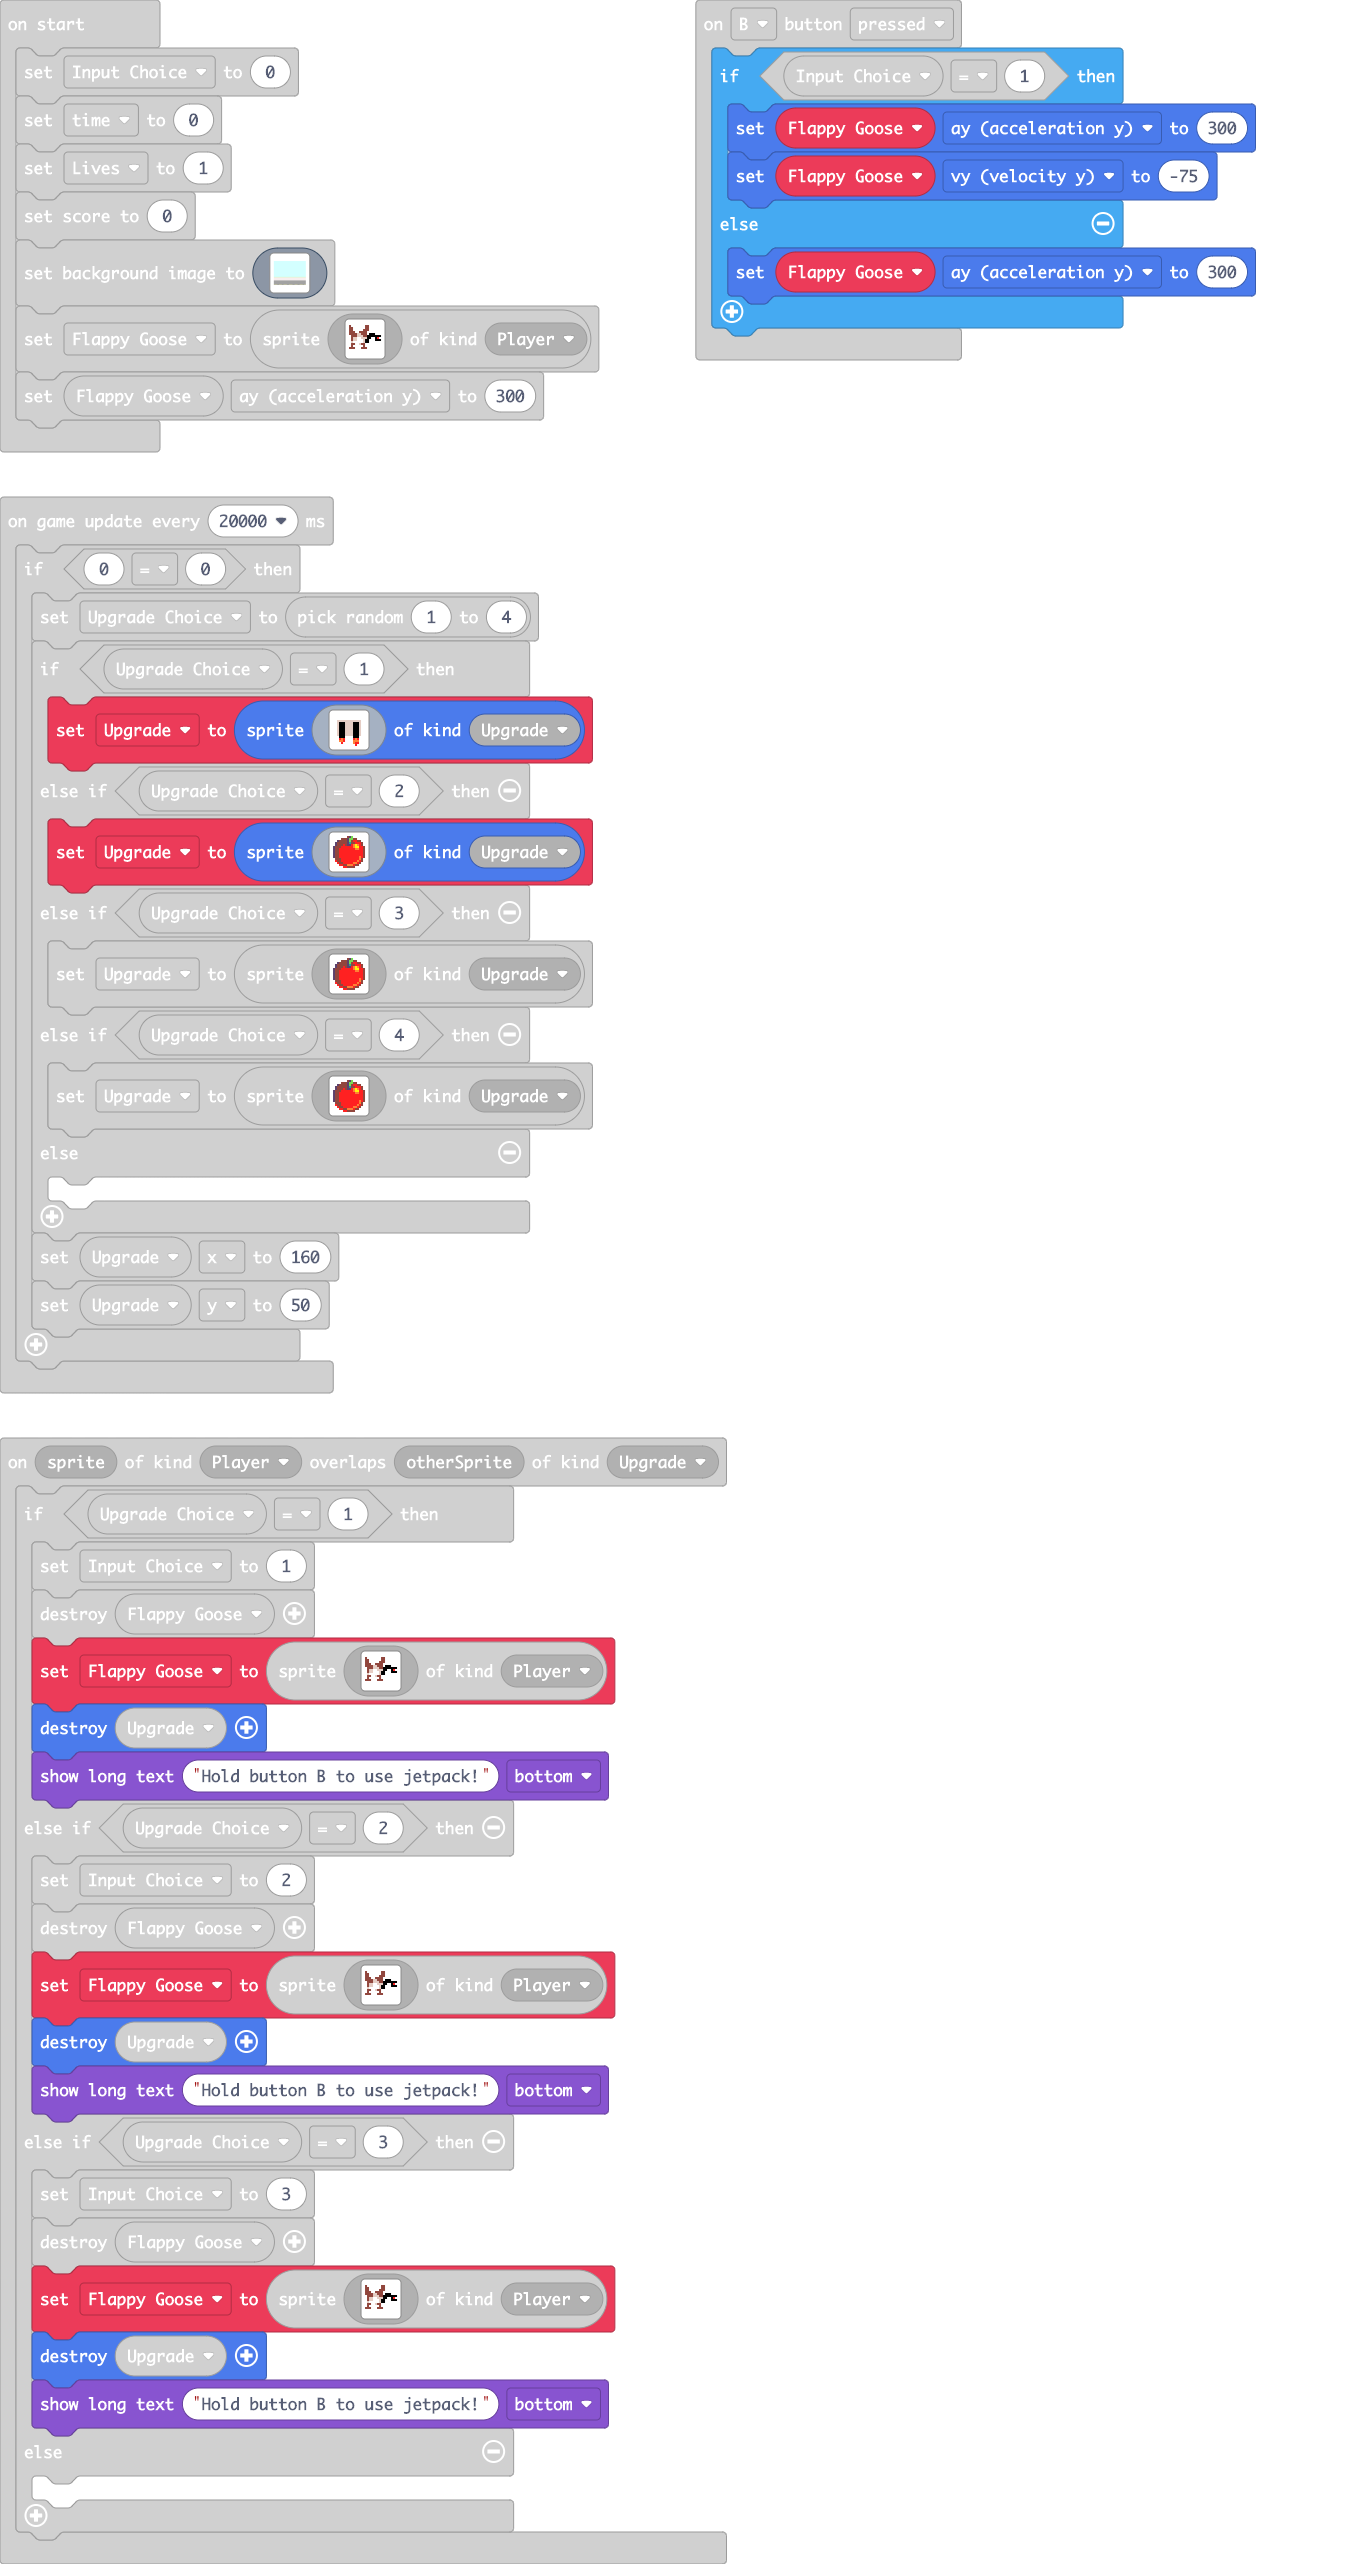 on start
set Input Choice to 0
set time to 0
set Lives to 1
set score to 0
set background image to
set Flappy Goose to sprite of kind Player
set Flappy Goose ay (acceleration y) to 300
on B button pressed
if Input Choice = 1 then
set Flappy Goose ay (acceleration y) to 300
set Flappy Goose vy (velocity y) to -75
else
set Flappy Goose ay (acceleration y) to 300
on game update every 20000 ms
if 0 = 0 then
set Upgrade Choice to pick random 1 to 4
if Upgrade Choice = 1 then
set Upgrade to sprite of kind Upgrade
else if Upgrade Choice = 2 then
set Upgrade to sprite of kind Upgrade
else if Upgrade Choice = 3 then
set Upgrade to sprite of kind Upgrade
else if Upgrade Choice = 4 then
set Upgrade to sprite of kind Upgrade
else
set Upgrade x to 160
set Upgrade y to 50
on sprite of kind Player overlaps otherSprite of kind Upgrade
if Upgrade Choice = 1 then
set Input Choice to 1
destroy Flappy Goose
set Flappy Goose to sprite of kind Player
destroy Upgrade
show long text "Hold button B to use jetpack!" bottom
else if Upgrade Choice = 2 then
set Input Choice to 2
destroy Flappy Goose
set Flappy Goose to sprite of kind Player
destroy Upgrade
show long text "Hold button B to use jetpack!" bottom
else if Upgrade Choice = 3 then
set Input Choice to 3
destroy Flappy Goose
set Flappy Goose to sprite of kind Player
destroy Upgrade
show long text "Hold button B to use jetpack!" bottom
else